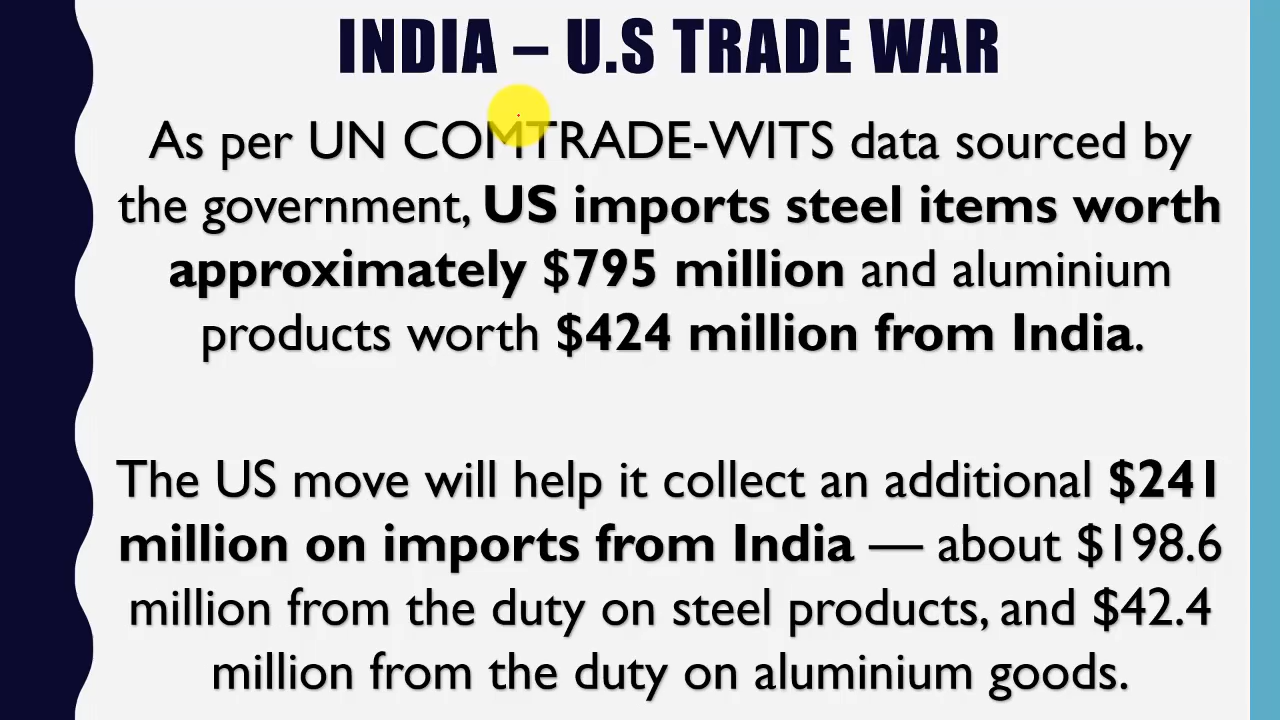 INDIA – U.S TRADE WAR
As per UN COMTRADE-WITS data sourced by
the government, US imports steel items worth
approximately $795 million and aluminium
products worth $424 million from India.
The US move will help it collect an additional $241
million on imports from India — about $198.6
million from the duty on steel products, and $42.4
million from the duty on aluminium goods.